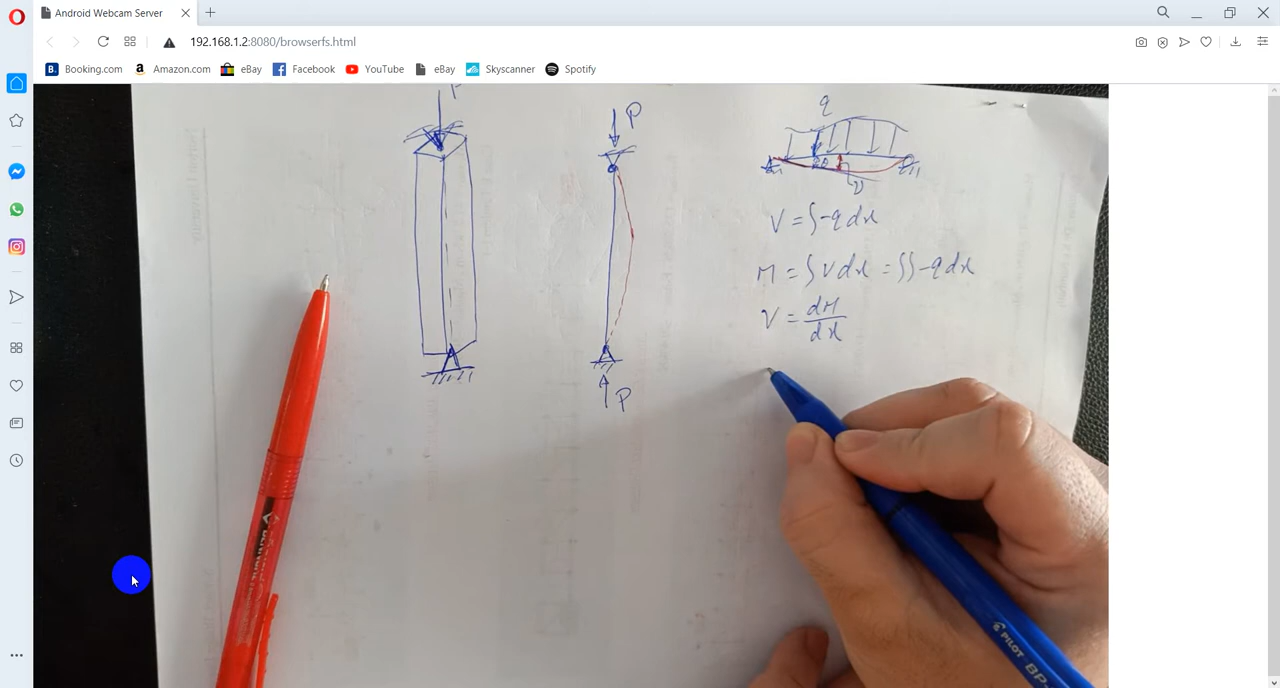 Android Webcam Server
192.168.1.2:8080/browserfs.html
Booking.com Amazon.com eBay Facebook YouTube eBay Skyscanner Spotify
P
P
q
v
V = ∫-q dx
M = ∫V dx = ∫∫-q dx
V = dM/dx
P
PILOT BP-